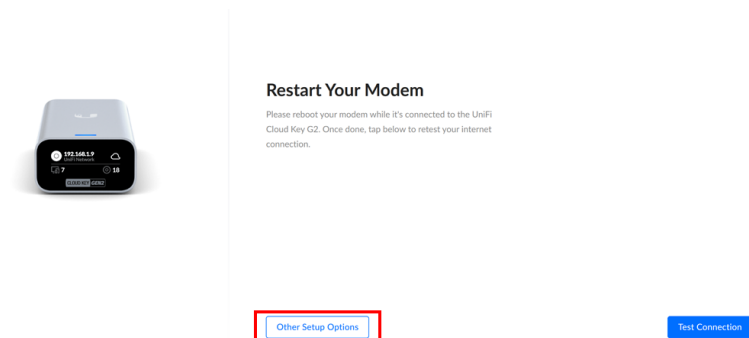 Restart Your Modem
Please reboot your modem while it's connected to the UniFi
Cloud Key G2. Once done, tap below to retest your internet
connection.
192.168.1.9
UniFi Network
7
18
CLOUD KEY GEN2
Other Setup Options
Test Connection